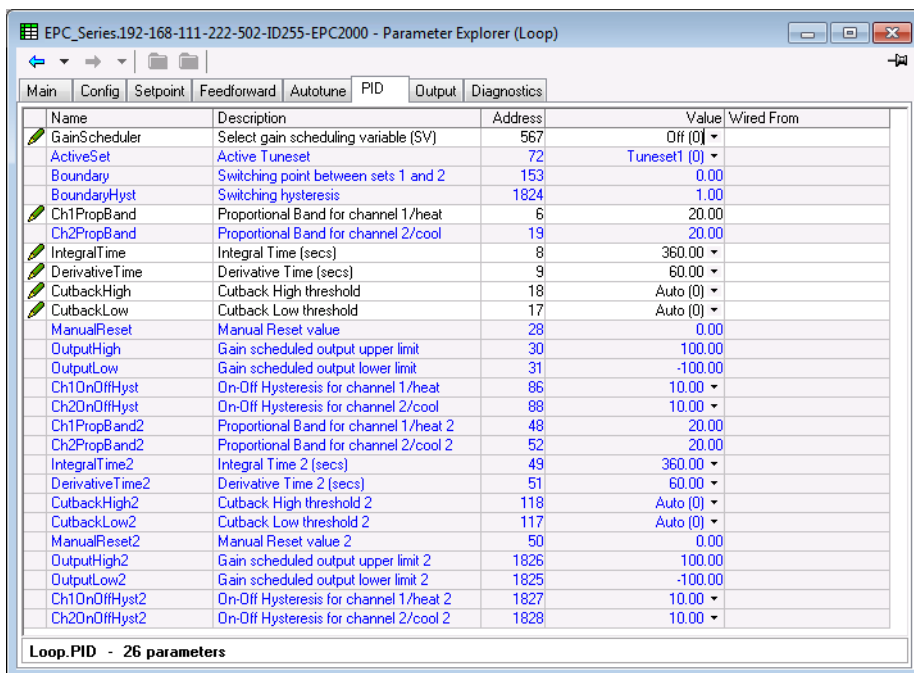 EPC_Series.192-168-111-222-502-ID255-EPC2000 - Parameter Explorer (Loop)
Main Config Setpoint Feedforward Autotune PID Output Diagnostics
Name Description Address Value Wired From
GainScheduler Select gain scheduling variable (SV) 567 Off (0)
ActiveSet Active Tuneset 72 Tuneset1 (0)
Boundary Switching point between sets 1 and 2 153 0.00
BoundaryHyst Switching hysteresis 1824 1.00
Ch1PropBand Proportional Band for channel 1/heat 6 20.00
Ch2PropBand Proportional Band for channel 2/cool 19 20.00
IntegralTime Integral Time (secs) 8 360.00
DerivativeTime Derivative Time (secs) 9 60.00
CutbackHigh Cutback High threshold 18 Auto (0)
CutbackLow Cutback Low threshold 17 Auto (0)
ManualReset Manual Reset value 28 0.00
OutputHigh Gain scheduled output upper limit 30 100.00
OutputLow Gain scheduled output lower limit 31 -100.00
Ch1OnOffHyst On-Off Hysteresis for channel 1/heat 86 10.00
Ch2OnOffHyst On-Off Hysteresis for channel 2/cool 88 10.00
Ch1PropBand2 Proportional Band for channel 1/heat 2 48 20.00
Ch2PropBand2 Proportional Band for channel 2/cool 2 52 20.00
IntegralTime2 Integral Time 2 (secs) 49 360.00
DerivativeTime2 Derivative Time 2 (secs) 51 60.00
CutbackHigh2 Cutback High threshold 2 118 Auto (0)
CutbackLow2 Cutback Low threshold 2 117 Auto (0)
ManualReset2 Manual Reset value 2 50 0.00
OutputHigh2 Gain scheduled output upper limit 2 1826 100.00
OutputLow2 Gain scheduled output lower limit 2 1825 -100.00
Ch1OnOffHyst2 On-Off Hysteresis for channel 1/heat 2 1827 10.00
Ch2OnOffHyst2 On-Off Hysteresis for channel 2/cool 2 1828 10.00
Loop.PID - 26 parameters